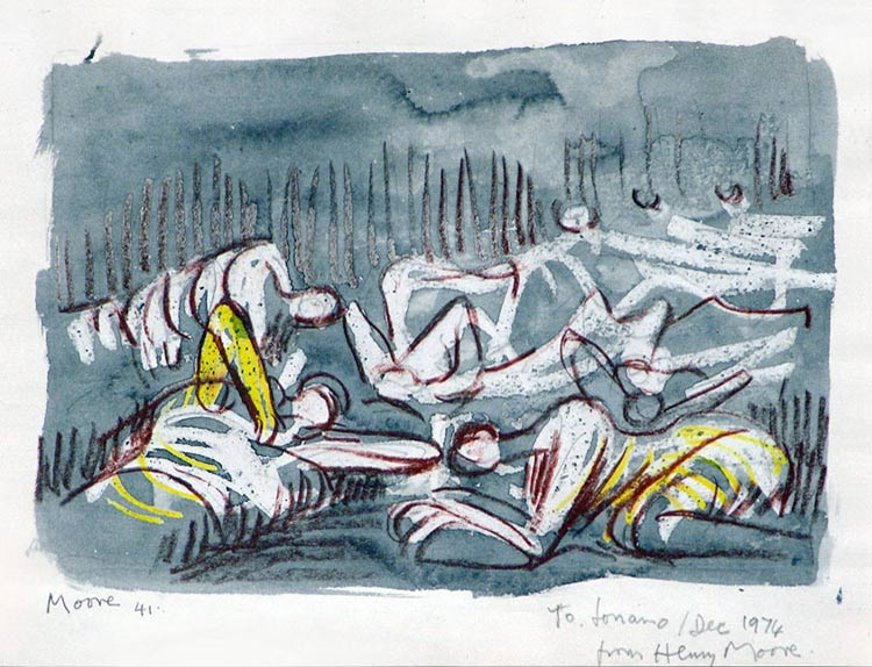 Moore 41.
To. / Dec 1974
from Henry Moore.